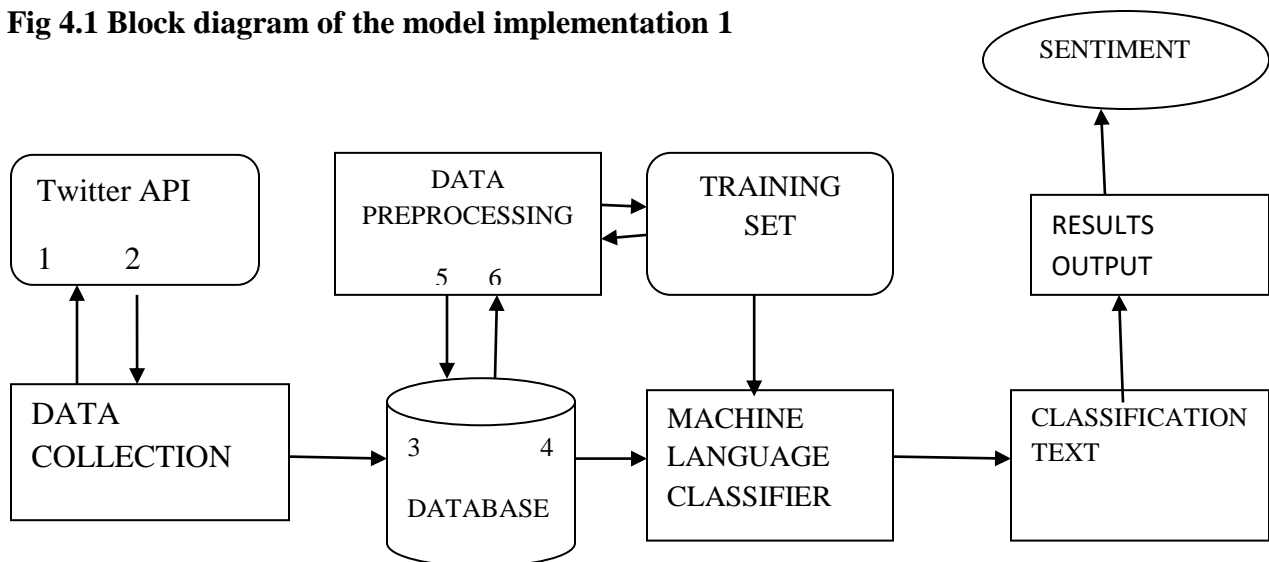 Fig 4.1 Block diagram of the model implementation 1
SENTIMENT
Twitter API
1 2
DATA
PREPROCESSING
5 6
TRAINING
SET
RESULTS
OUTPUT
DATA
COLLECTION
3 4
DATABASE
MACHINE
LANGUAGE
CLASSIFIER
CLASSIFICATION
TEXT